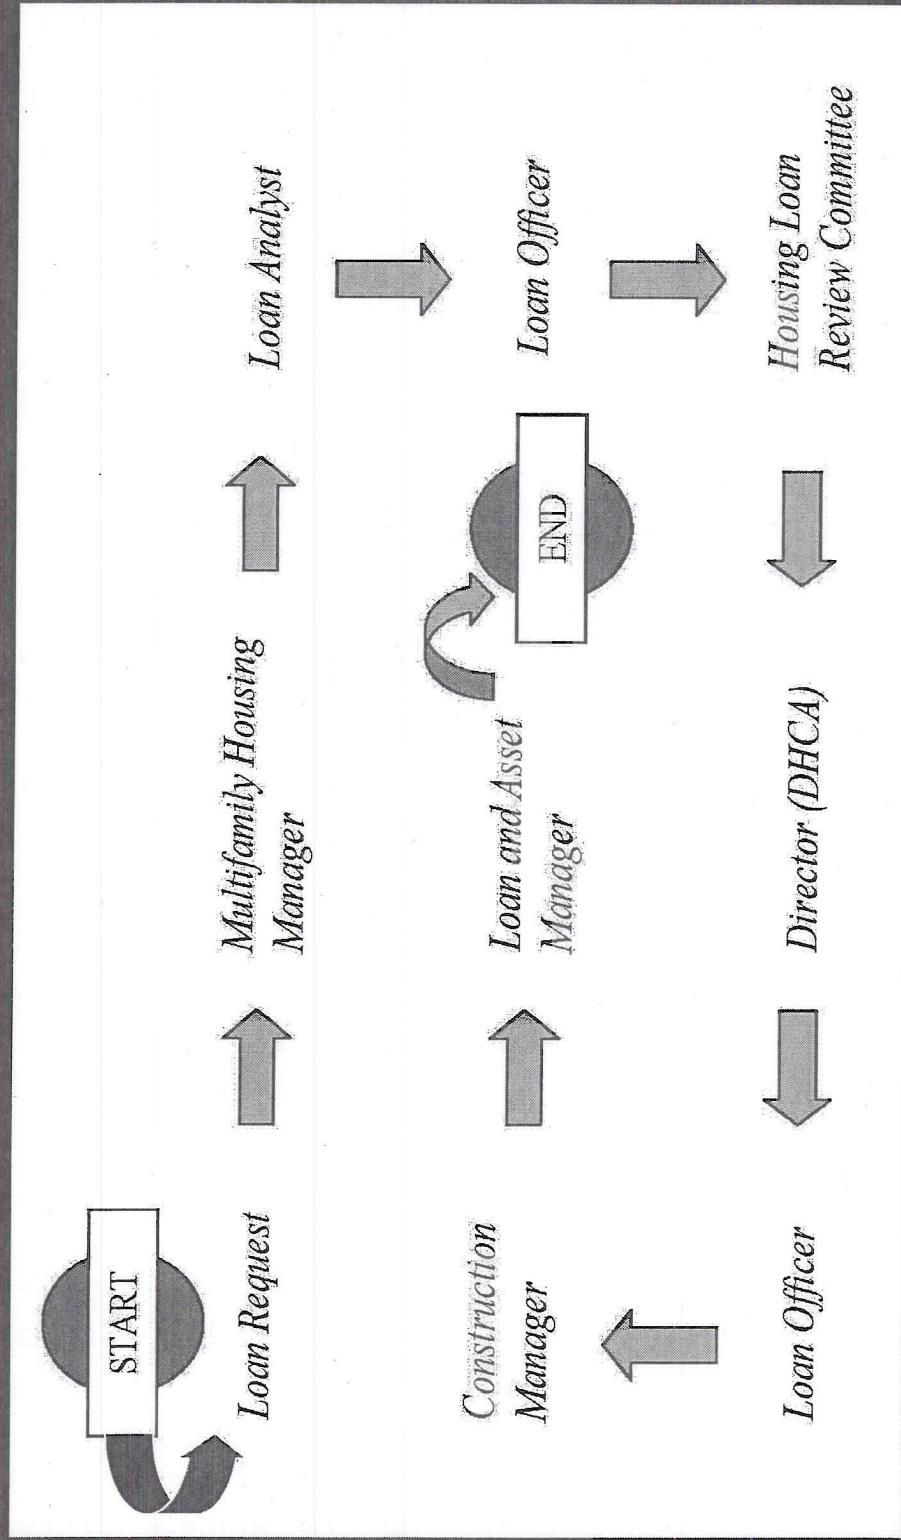 START
Loan Request
Multifamily Housing
Manager
Loan Analyst
Loan Officer
Housing Loan
Review Committee
Director (DHCA)
Loan Officer
Construction
Manager
Loan and Asset
Manager
END